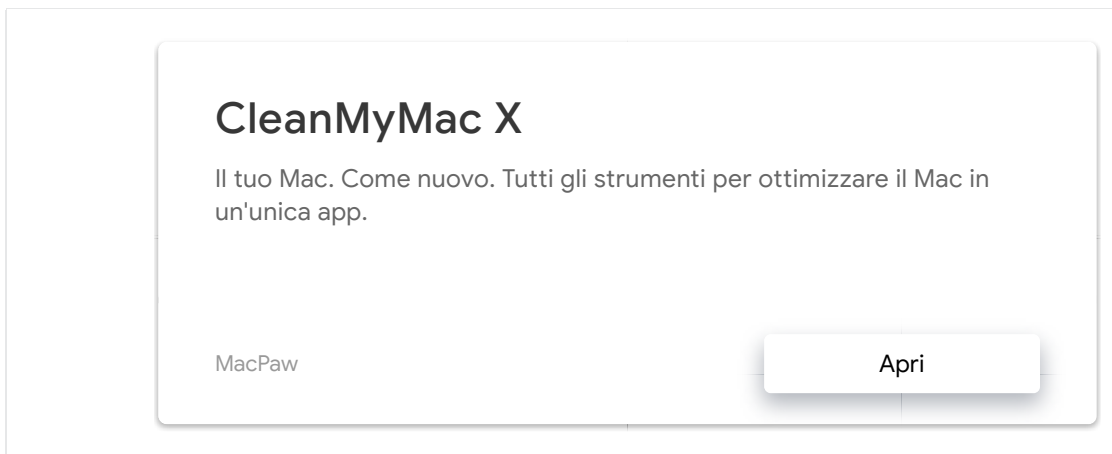 CleanMyMac X
Il tuo Mac. Come nuovo. Tutti gli strumenti per ottimizzare il Mac in
un'unica app.
MacPaw
Apri